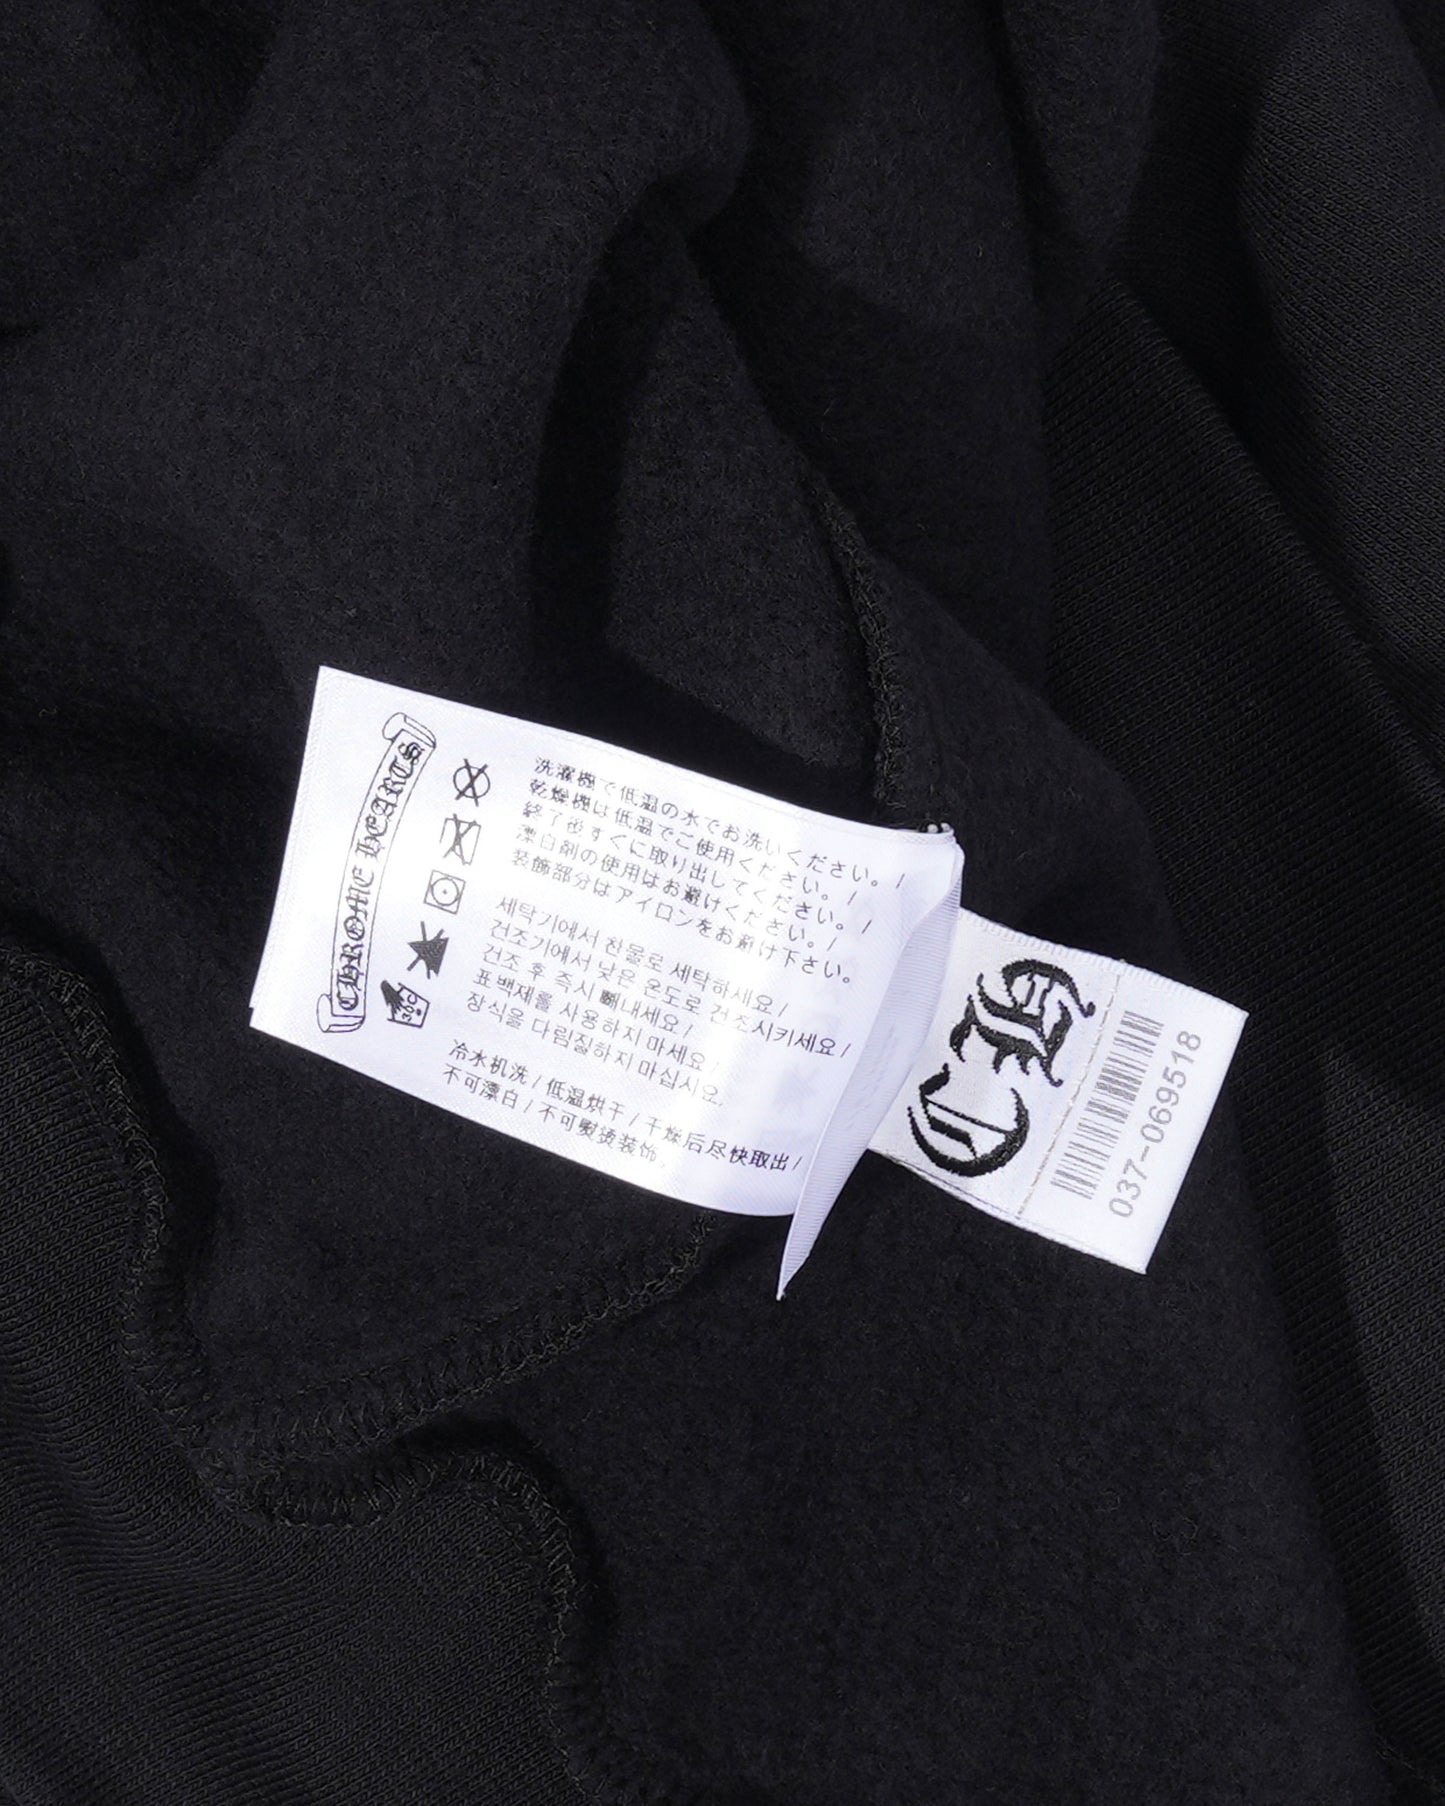 CHROME HEARTS
30C
洗濯機で低温の水でお洗いください。/
乾燥機は低温でご使用ください。/
終了后すぐに取り出してください。/
漂白剤の使用はお避けください。/
装飾部分はアイロンをお避け下さい。
세탁기에서 찬물로 세탁하세요 /
건조기에서 낮은 온도로 건조시키세요 /
건조 후 즉시 빼내세요 /
표백제를 사용하지 마세요 /
장식을 다림질하지 마십시오.
冷水机洗 / 低温烘干 / 干燥后尽快取出 /
不可漂白 / 不可熨烫装饰。
CH
037-069518